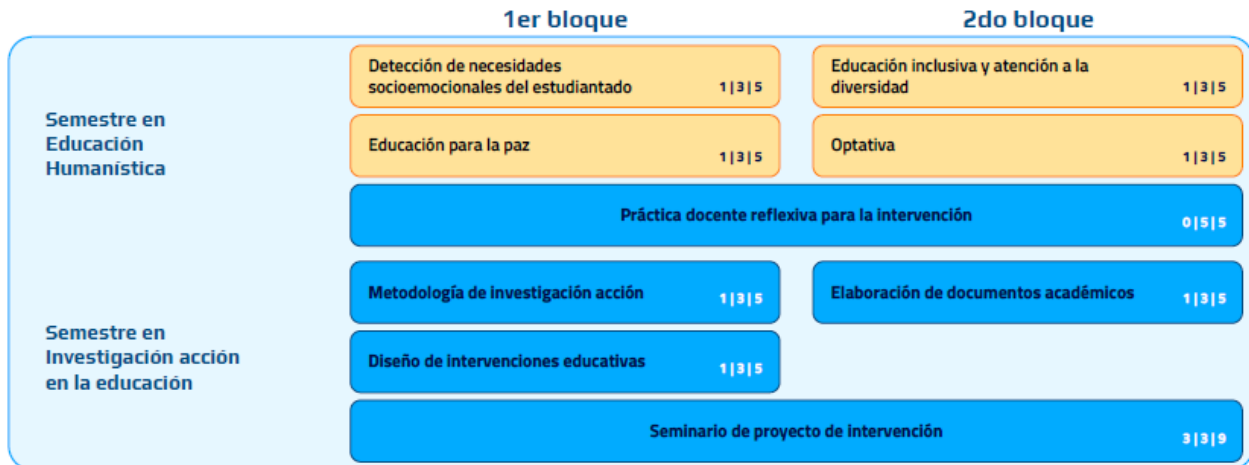 1er bloque
2do bloque
Semestre en
Educación
Humanística
Detección de necesidades
socioemocionales del estudiantado
1|3|5
Educación inclusiva y atención a la
diversidad
1|3|5
Educación para la paz
1|3|5
Optativa
1|3|5
Práctica docente reflexiva para la intervención
0|5|5
Semestre en
Investigación acción
en la educación
Metodología de investigación acción
1|3|5
Elaboración de documentos académicos
1|3|5
Diseño de intervenciones educativas
1|3|5
Seminario de proyecto de intervención
3|3|9